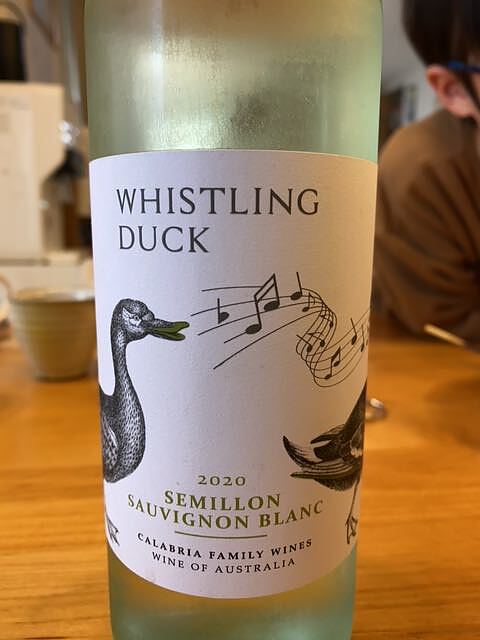 WHISTLING
DUCK
2020
SEMILLON
SAUVIGNON BLANC
CALABRIA FAMILY WINES
WINE OF AUSTRALIA